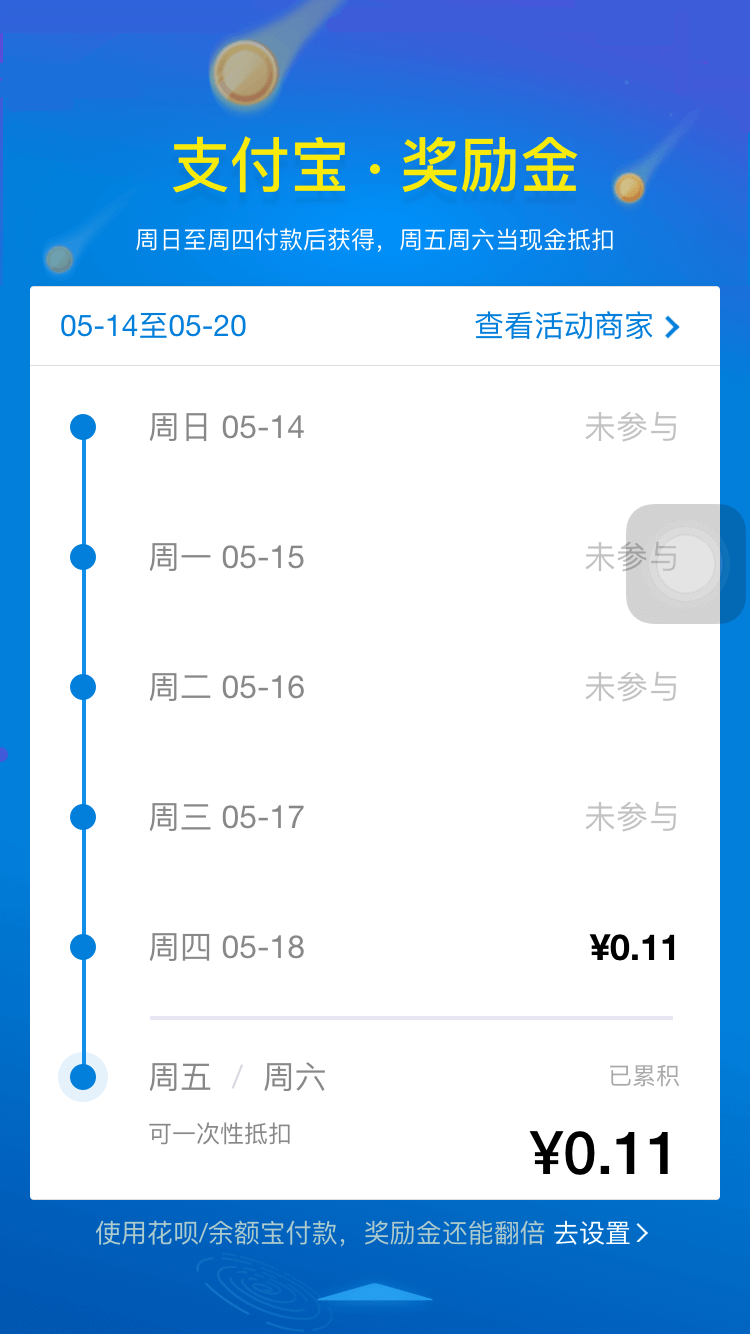 支付宝·奖励金
周日至周四付款后获得，周五周六当现金抵扣
05-14至05-20 查看活动商家
周日 05-14 未参与
周一 05-15 未参与
周二 05-16 未参与
周三 05-17 未参与
周四 05-18 ¥0.11
周五 / 周六 已累积
可一次性抵扣 ¥0.11
使用花呗/余额宝付款，奖励金还能翻倍 去设置